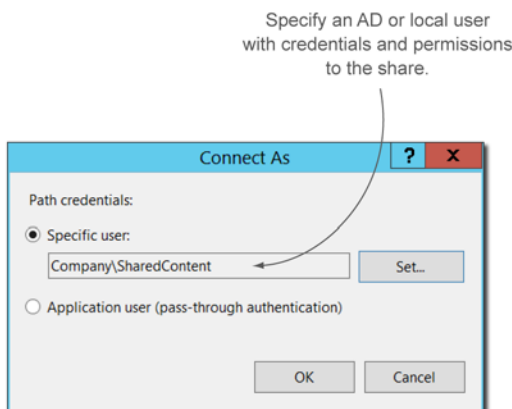 Specify an AD or local user
with credentials and permissions
to the share.
Connect As
? x
Path credentials:
Specific user:
Company\SharedContent
Set...
Application user (pass-through authentication)
OK Cancel